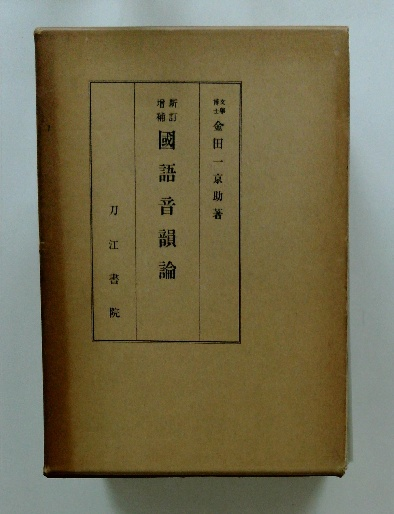 文學博士 金田一京助著
新訂增補 國語音韻論
刀江書院